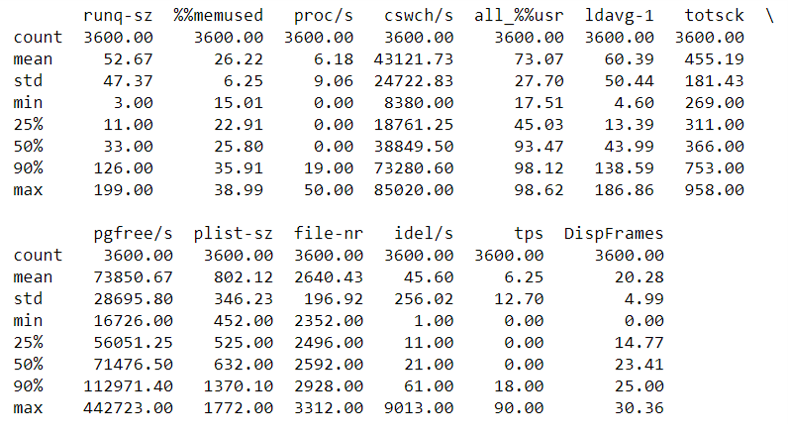 runq-sz %%memused proc/s cswch/s all_%%usr ldavg-1 totsck \
count 3600.00 3600.00 3600.00 3600.00 3600.00 3600.00 3600.00
mean 52.67 26.22 6.18 43121.73 73.07 60.39 455.19
std 47.37 6.25 9.06 24722.83 27.70 50.44 181.43
min 3.00 15.01 0.00 8380.00 17.51 4.60 269.00
25% 11.00 22.91 0.00 18761.25 45.03 13.39 311.00
50% 33.00 25.80 0.00 38849.50 93.47 43.99 366.00
90% 126.00 35.91 19.00 73280.60 98.12 138.59 753.00
max 199.00 38.99 50.00 85020.00 98.62 186.86 958.00
pgfree/s plist-sz file-nr idel/s tps DispFrames
count 3600.00 3600.00 3600.00 3600.00 3600.00 3600.00
mean 73850.67 802.12 2640.43 45.60 6.25 20.28
std 28695.80 346.23 196.92 256.02 12.70 4.99
min 16726.00 452.00 2352.00 1.00 0.00 0.00
25% 56051.25 525.00 2496.00 11.00 0.00 14.77
50% 71476.50 632.00 2592.00 21.00 0.00 23.41
90% 112971.40 1370.10 2928.00 61.00 18.00 25.00
max 442723.00 1772.00 3312.00 9013.00 90.00 30.36